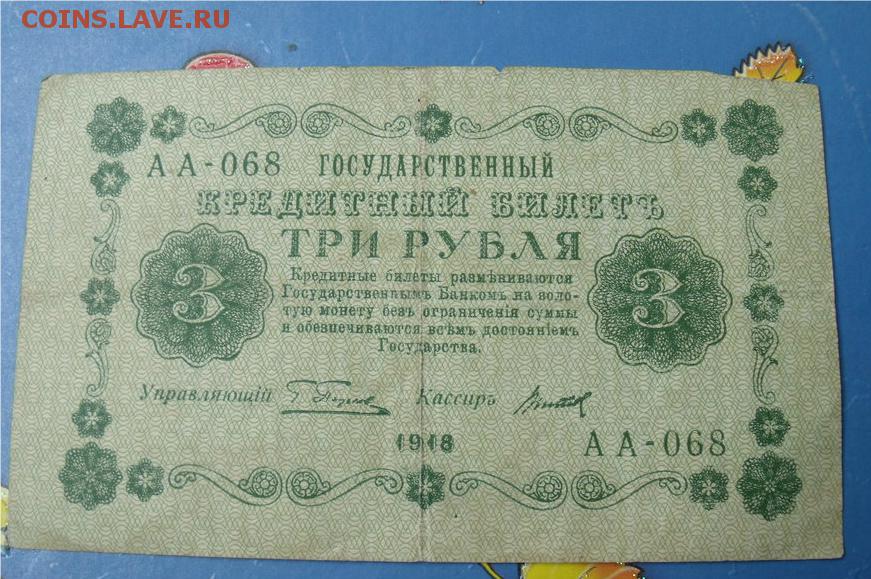 COINS.LAVE.RU
АА-068 ГОСУДАРСТВЕННЫЙ
КРЕДИТНЫЙ БИЛЕТЪ
ТРИ РУБЛЯ
3 3
Кредитные билеты размѣниваются
Государственнымъ Банкомъ на золо-
тую монету безъ ограниченія суммы
и обезпечиваются всѣмъ достояніемъ
Государства.
Управляющій Кассиръ
1918
АА-068